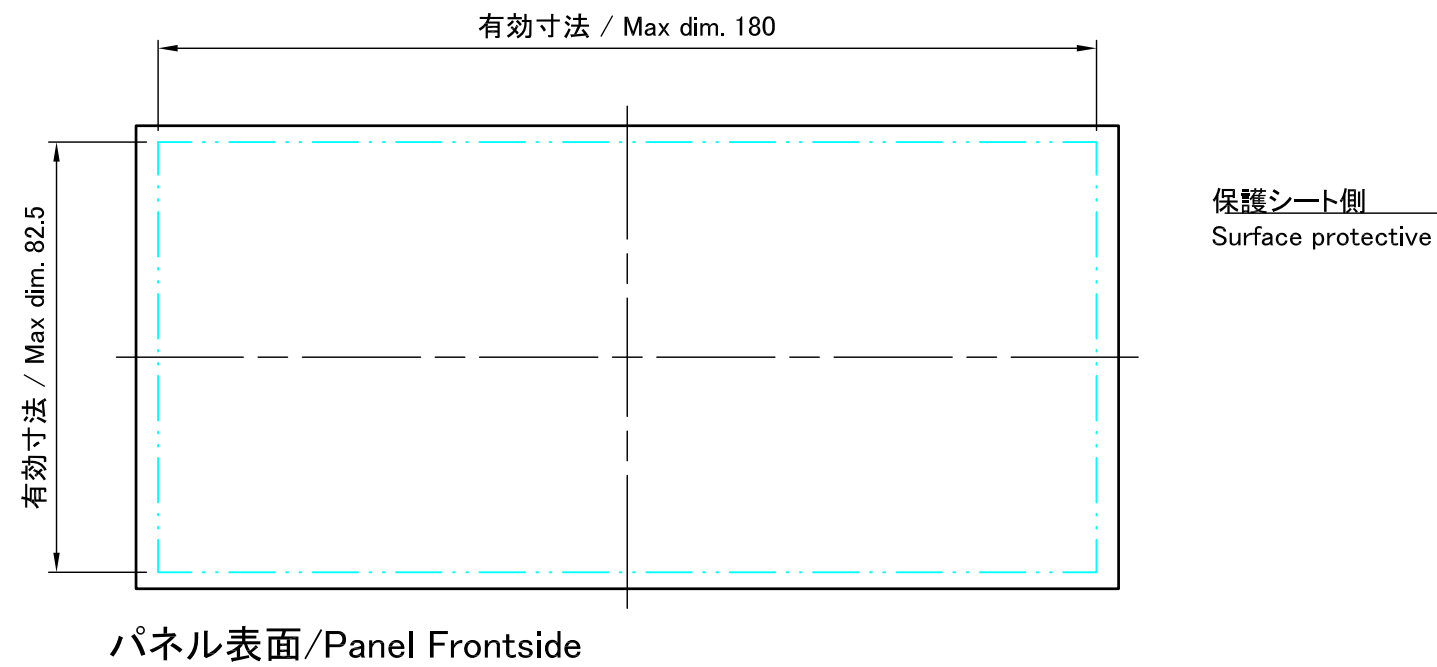 有効寸法 / Max dim. 180
有効寸法 / Max dim. 82.5
保護シート側
Surface protective
パネル表面/Panel Frontside